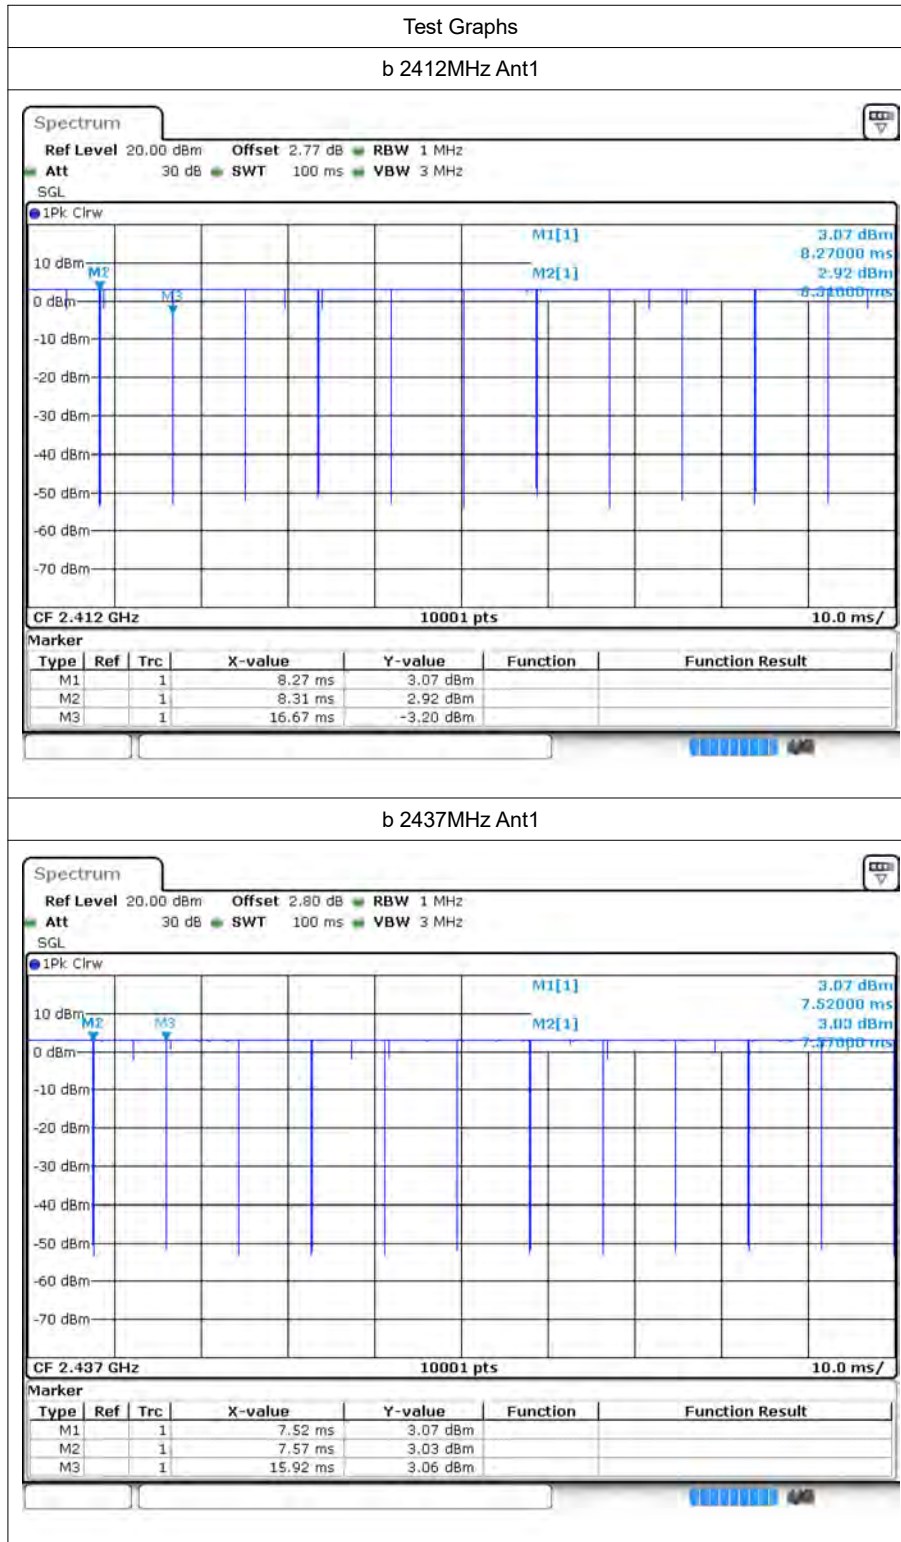 Test Graphs
b 2412MHz Ant1
Spectrum
Ref Level 20.00 dBm Offset 2.77 dB RBW 1 MHz
Att 30 dB SWT 100 ms VBW 3 MHz
SGL
1Pk Clrw
M1[1] 3.07 dBm
8.27000 ms
10 dBm
M2[1] 2.92 dBm
M2
8.31000 ms
0 dBm
M3
-10 dBm
-20 dBm
-30 dBm
-40 dBm
-50 dBm
-60 dBm
-70 dBm
CF 2.412 GHz 10001 pts 10.0 ms/
Marker
Type Ref Trc X-value Y-value Function Function Result
M1 1 8.27 ms 3.07 dBm
M2 1 8.31 ms 2.92 dBm
M3 1 16.67 ms -3.20 dBm
b 2437MHz Ant1
Spectrum
Ref Level 20.00 dBm Offset 2.80 dB RBW 1 MHz
Att 30 dB SWT 100 ms VBW 3 MHz
SGL
1Pk Clrw
M1[1] 3.07 dBm
7.52000 ms
10 dBm
M2 M3 M2[1] 3.03 dBm
7.57000 ms
0 dBm
-10 dBm
-20 dBm
-30 dBm
-40 dBm
-50 dBm
-60 dBm
-70 dBm
CF 2.437 GHz 10001 pts 10.0 ms/
Marker
Type Ref Trc X-value Y-value Function Function Result
M1 1 7.52 ms 3.07 dBm
M2 1 7.57 ms 3.03 dBm
M3 1 15.92 ms 3.06 dBm